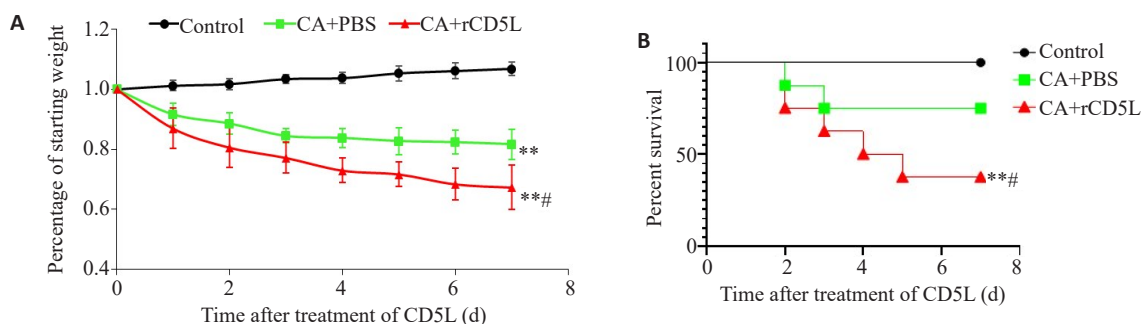 A
Control CA+PBS CA+rCD5L
Percentage of starting weight
1.2
1.0
0.8
0.6
0.4
**
**#
0 2 4 6 8
Time after treatment of CD5L (d)
B
Control
CA+PBS
CA+rCD5L
Percent survival
100
50
0
**#
0 2 4 6 8
Time after treatment of CD5L (d)